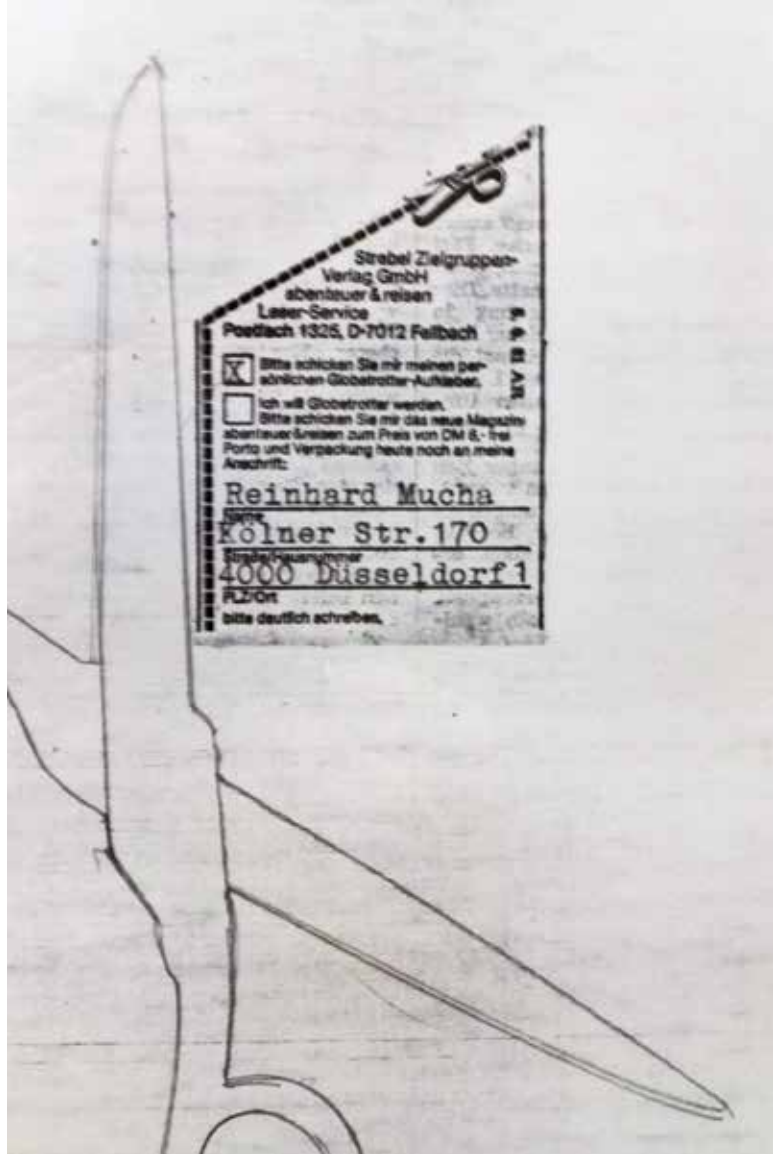 Strebel Zielgruppen-
Verlag GmbH
abenteuer & reisen
Leser-Service
Postfach 1325, D-7012 Fellbach
X Bitte schicken Sie mir meinen per-
sönlichen Globetrotter-Aufkleber.
Ich will Globetrotter werden.
Bitte schicken Sie mir das neue Magazin
abenteuer&reisen zum Preis von DM 6,- frei
Porto und Verpackung heute noch an meine
Anschrift:
Reinhard Mucha
Name
Kölner Str.170
Straße/Hausnummer
4000 Düsseldorf 1
PLZ/Ort
bitte deutlich schreiben.